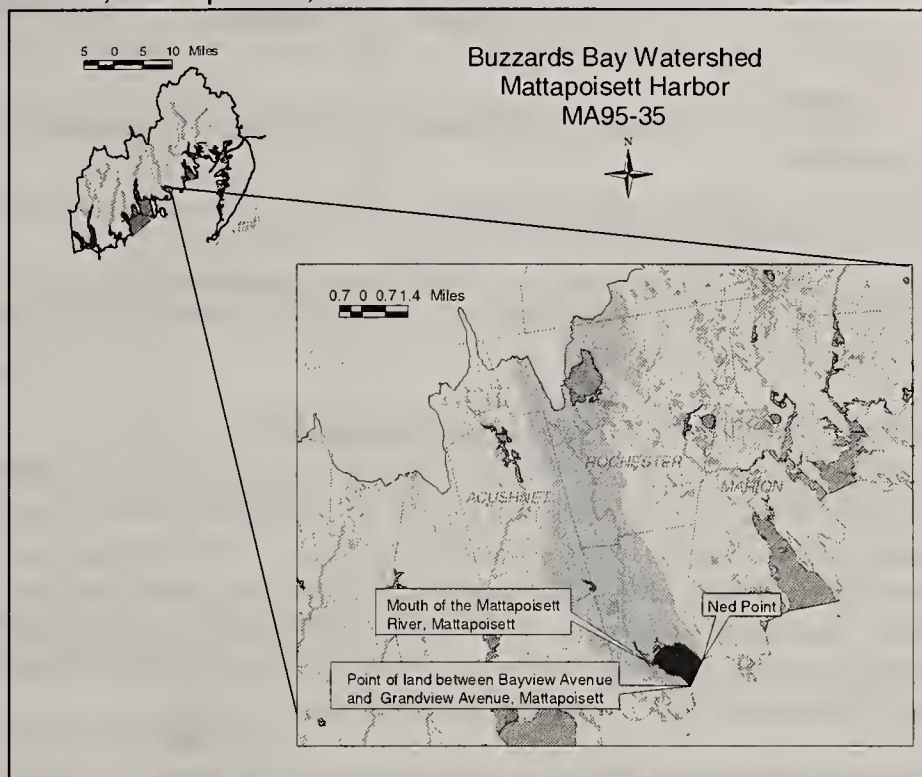 5 0 5 10 Miles
Buzzards Bay Watershed
Mattapoisett Harbor
MA95-35
N
0.7 0 0.71.4 Miles
ROCHESTER
MARION
ACUSHNET
Mouth of the Mattapoisett
River, Mattapoisett
Ned Point
Point of land between Bayview Avenue
and Grandview Avenue, Mattapoisett